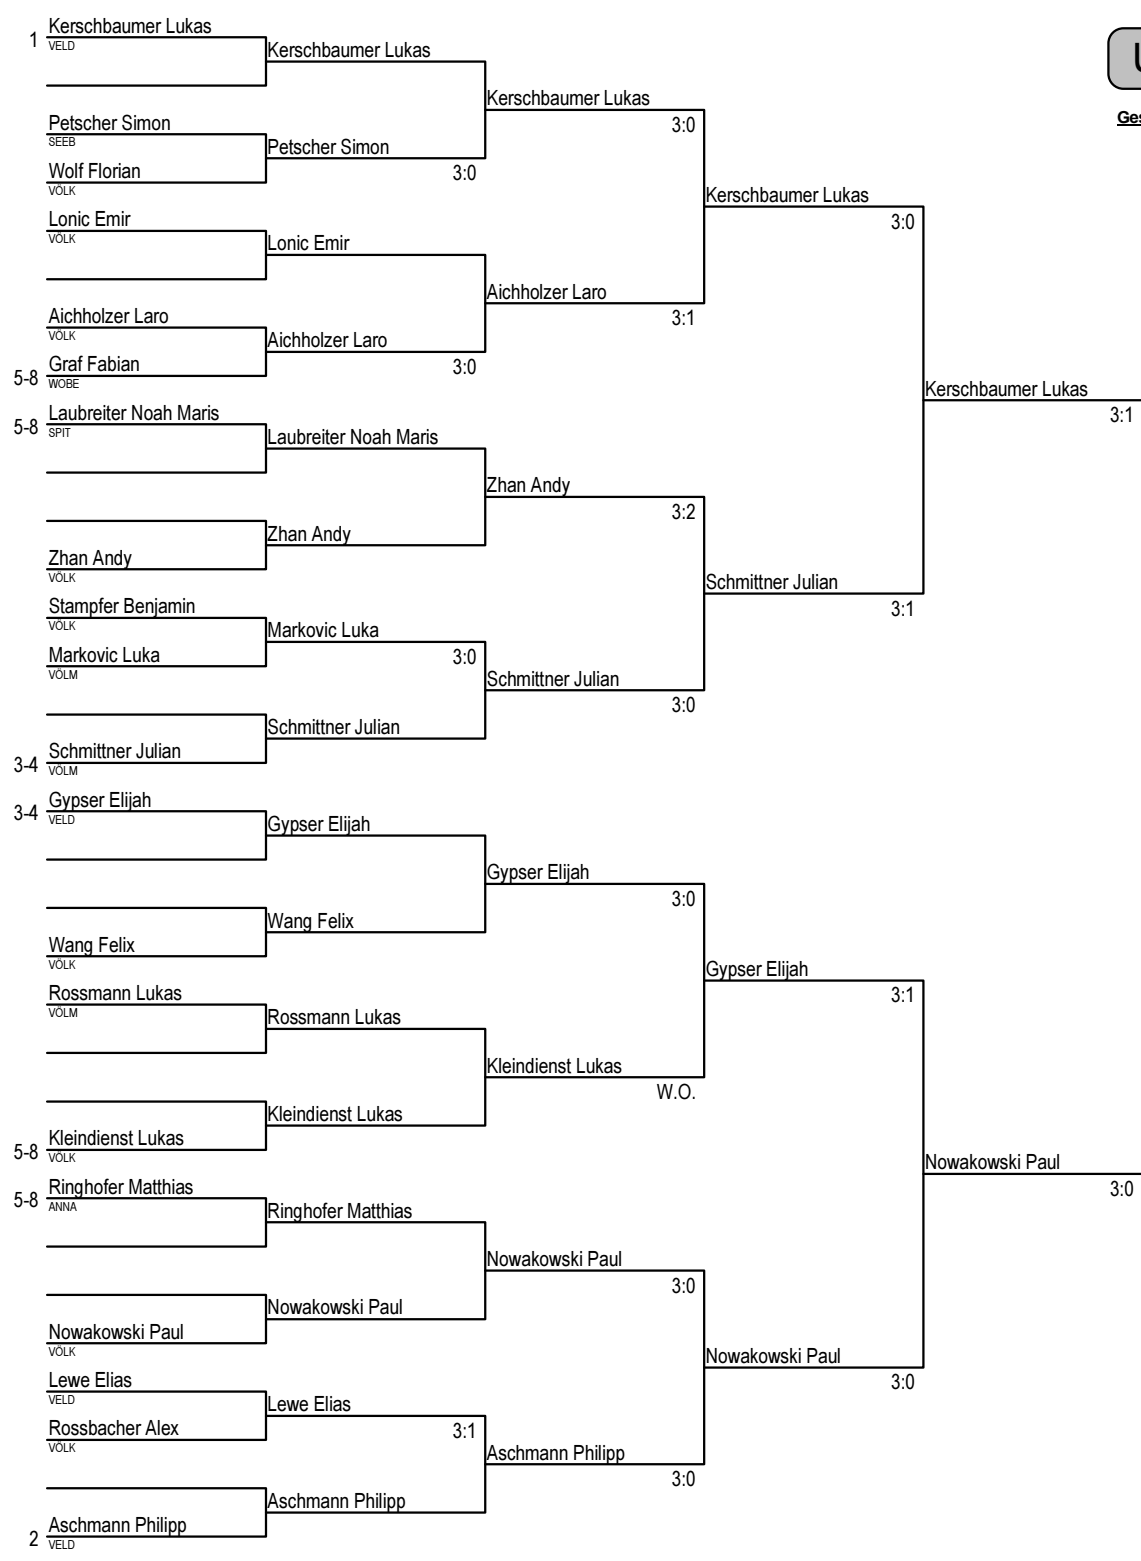 Kerschbaumer Lukas
1
VELD
Kerschbaumer Lukas
Kerschbaumer Lukas
3:0
Petscher Simon
SEEB
Petscher Simon
3:0
Wolf Florian
VÖLK
Kerschbaumer Lukas
3:0
Lonic Emir
VÖLK
Lonic Emir
Aichholzer Laro
3:1
Aichholzer Laro
VÖLK
Aichholzer Laro
3:0
Graf Fabian
5-8
WOBE
Kerschbaumer Lukas
3:1
Laubreiter Noah Maris
5-8
SPIT
Laubreiter Noah Maris
Zhan Andy
3:2
Zhan Andy
Zhan Andy
VÖLK
Schmittner Julian
3:1
Stampfer Benjamin
VÖLK
Markovic Luka
3:0
Markovic Luka
VÖLM
Schmittner Julian
3:0
Schmittner Julian
Schmittner Julian
3-4
VÖLM
Gypser Elijah
3-4
VELD
Gypser Elijah
Gypser Elijah
3:0
Wang Felix
Wang Felix
VÖLK
Gypser Elijah
3:1
Rossmann Lukas
VÖLM
Rossmann Lukas
Kleindienst Lukas
W.O.
Kleindienst Lukas
Kleindienst Lukas
5-8
VÖLK
Nowakowski Paul
3:0
Ringhofer Matthias
5-8
ANNA
Ringhofer Matthias
Nowakowski Paul
3:0
Nowakowski Paul
Nowakowski Paul
VÖLK
Nowakowski Paul
3:0
Lewe Elias
VELD
Lewe Elias
3:1
Rossbacher Alex
VÖLK
Aschmann Philipp
3:0
Aschmann Philipp
Aschmann Philipp
2
VELD